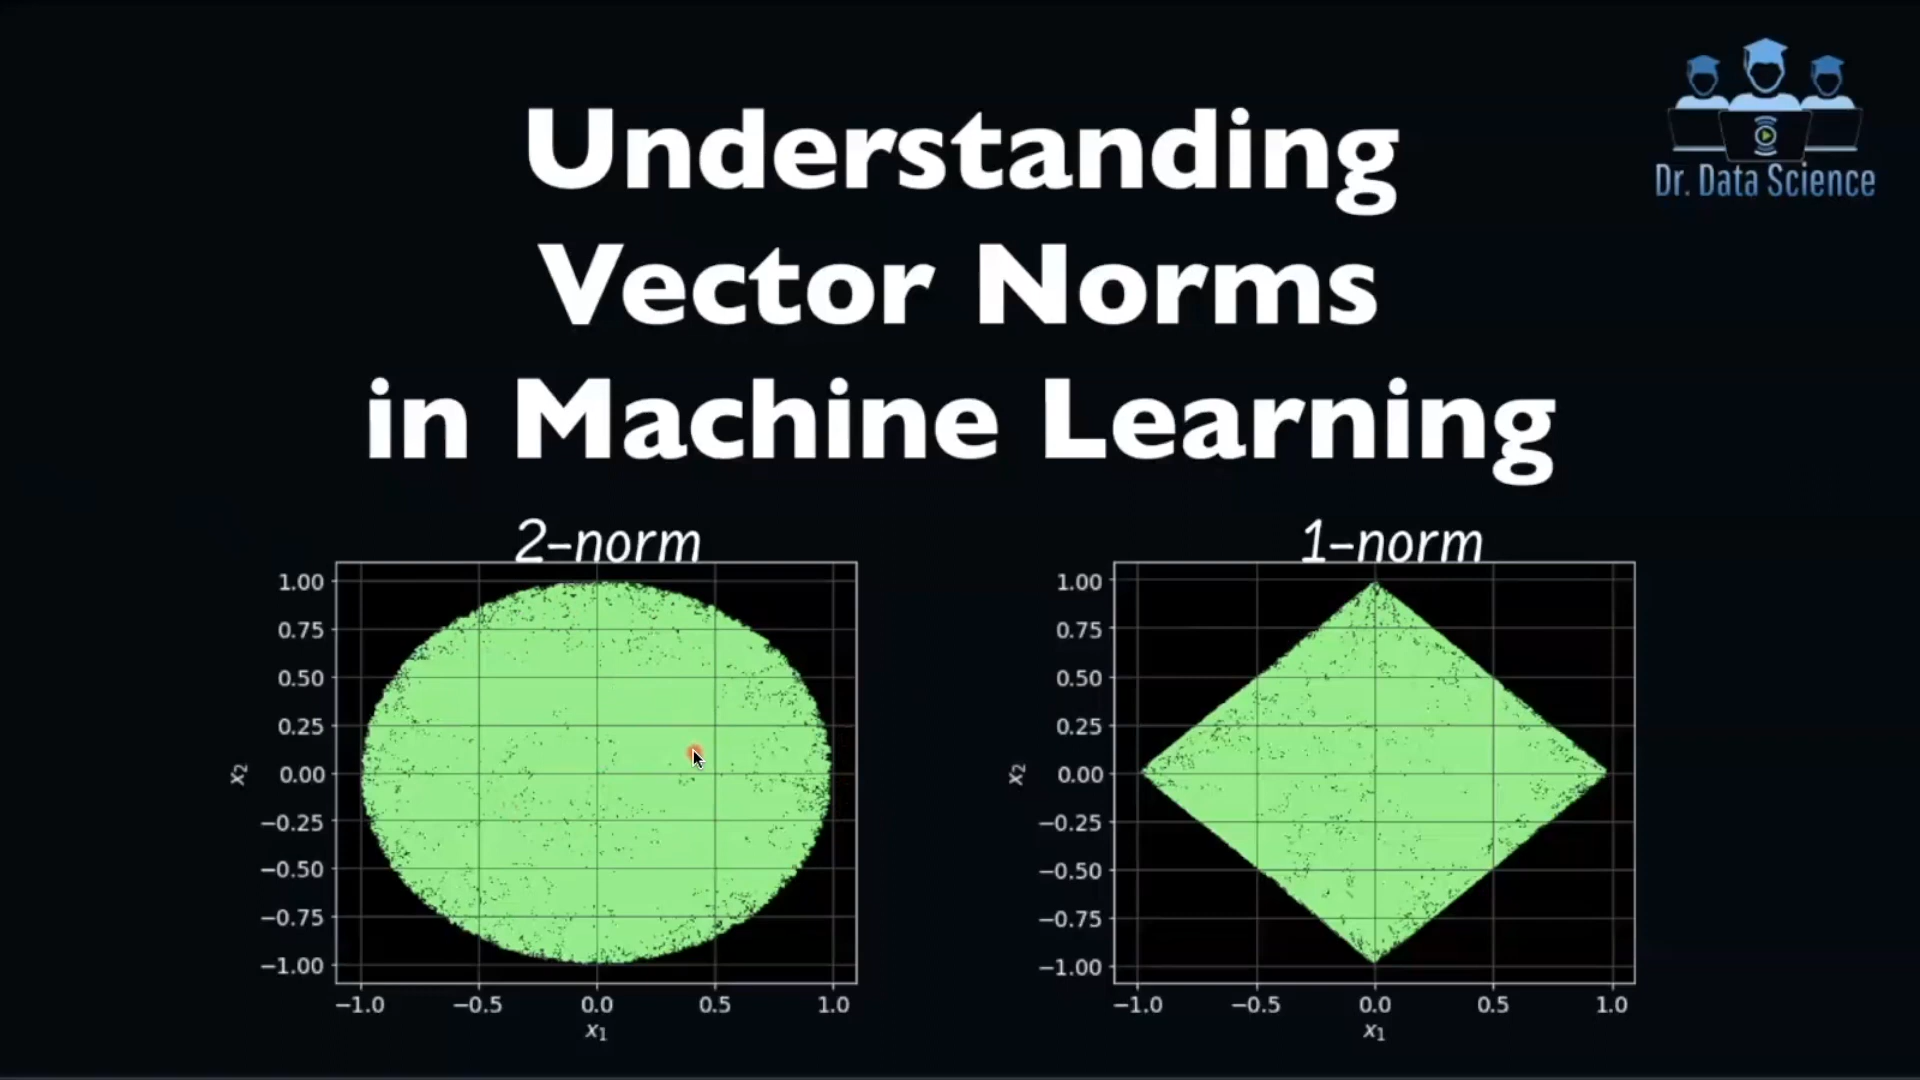 Understanding
Vector Norms
in Machine Learning
Dr. Data Science
2-norm
1.00
0.75
0.50
0.25
0.00
−0.25
−0.50
−0.75
−1.00
x₂
−1.0 −0.5 0.0 0.5 1.0
x₁
1-norm
1.00
0.75
0.50
0.25
0.00
−0.25
−0.50
−0.75
−1.00
x₂
−1.0 −0.5 0.0 0.5 1.0
x₁